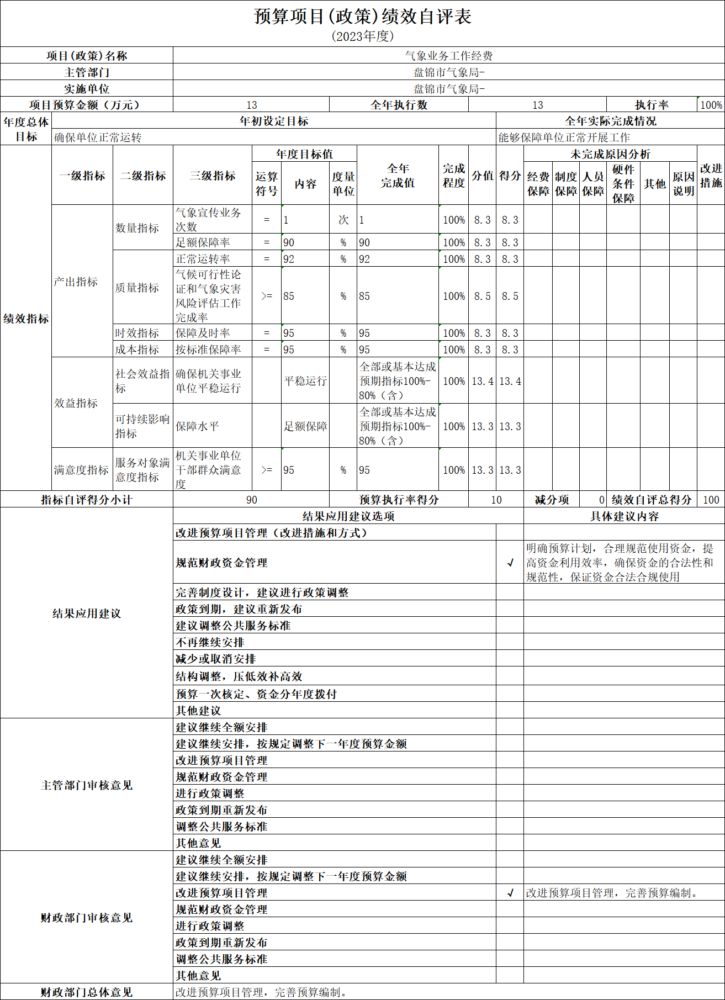 预算项目(政策)绩效自评表
(2023年度)
项目(政策)名称 气象业务工作经费
主管部门 盘锦市气象局-
实施单位 盘锦市气象局-
项目预算金额（万元） 13 全年执行数 13 执行率 100%
年度总体目标 年初设定目标 全年实际完成情况
确保单位正常运转 能够保障单位正常开展工作
绩效指标 一级指标 二级指标 三级指标 年度目标值 全年完成值 完成程度 分值 得分 未完成原因分析 改进措施
运算符号 内容 度量单位 经费保障 制度保障 人员保障 硬件条件保障 其他 原因说明
产出指标 数量指标 气象宣传业务次数 = 1 次 1 100% 8.3 8.3
足额保障率 = 90 % 90 100% 8.3 8.3
质量指标 正常运转率 = 92 % 92 100% 8.3 8.3
气候可行性论证和气象灾害风险评估工作完成率 >= 85 % 85 100% 8.5 8.5
时效指标 保障及时率 = 95 % 95 100% 8.3 8.3
成本指标 按标准保障率 = 95 % 95 100% 8.3 8.3
效益指标 社会效益指标 确保机关事业单位平稳运行 平稳运行 全部或基本达成预期指标100%-80%（含） 100% 13.4 13.4
可持续影响指标 保障水平 足额保障 全部或基本达成预期指标100%-80%（含） 100% 13.3 13.3
满意度指标 服务对象满意度指标 机关事业单位干部群众满意度 >= 95 % 95 100% 13.3 13.3
指标自评得分小计 90 预算执行率得分 10 减分项 0 绩效自评总得分 100
结果应用建议 结果应用建议选项 具体建议内容
改进预算项目管理（改进措施和方式）
规范财政资金管理 √ 明确预算计划，合理规范使用资金，提高资金利用效率，确保资金的合法性和规范性，保证资金合法合规使用
完善制度设计，建议进行政策调整
政策到期，建议重新发布
建议调整公共服务标准
不再继续安排
减少或取消安排
结构调整，压低效补高效
预算一次核定、资金分年度拨付
其他建议
主管部门审核意见 建议继续全额安排
建议继续安排，按规定调整下一年度预算金额
改进预算项目管理
规范财政资金管理
进行政策调整
政策到期重新发布
调整公共服务标准
其他意见
财政部门审核意见 建议继续全额安排
建议继续安排，按规定调整下一年度预算金额
改进预算项目管理 √ 改进预算项目管理，完善预算编制。
规范财政资金管理
进行政策调整
政策到期重新发布
调整公共服务标准
其他意见
财政部门总体意见 改进预算项目管理，完善预算编制。